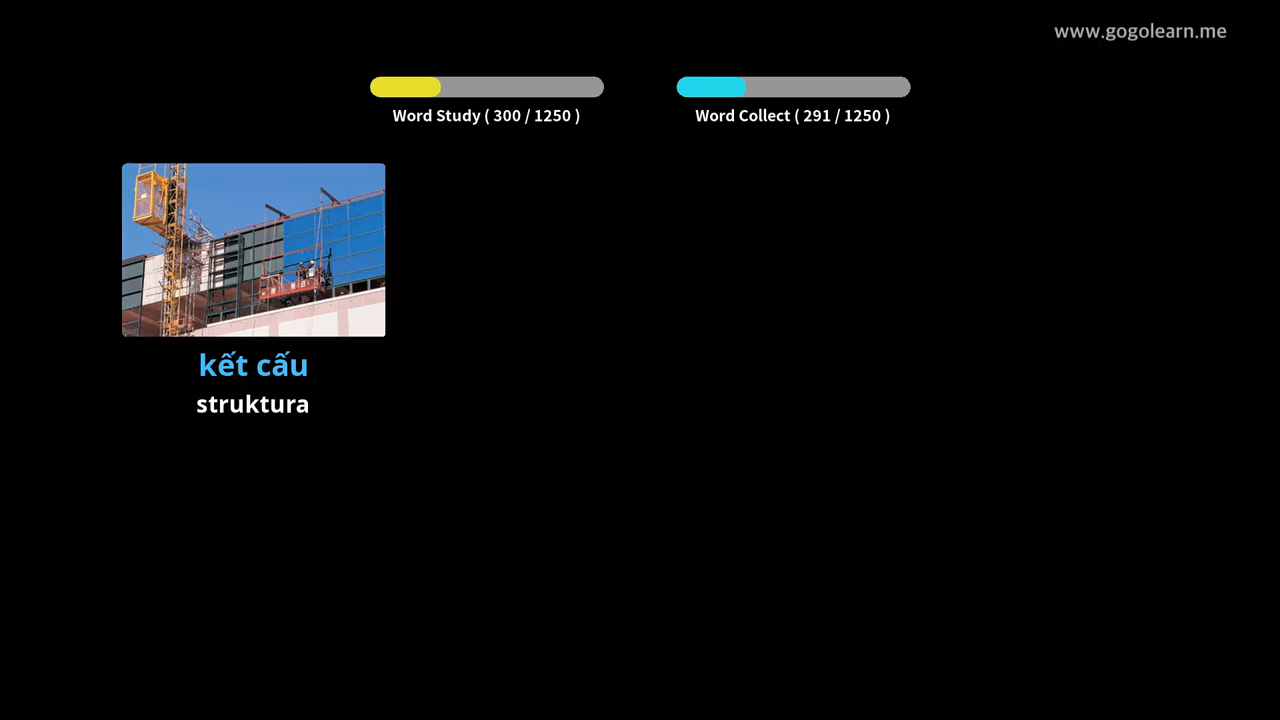 www.gogolearn.me
Word Study ( 300 / 1250 )
Word Collect ( 291 / 1250 )
kết cấu
struktura